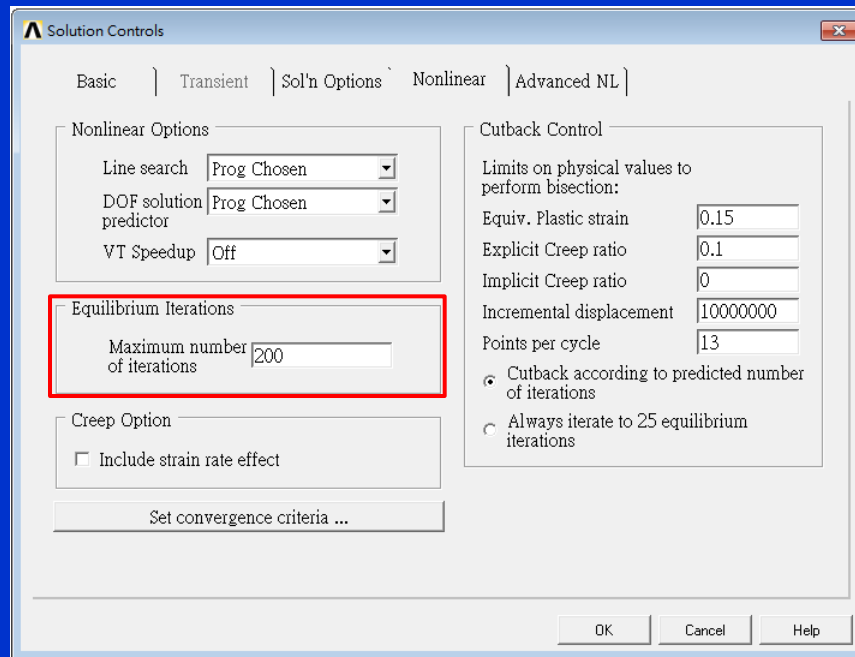 Solution Controls
Basic
Transient
Sol'n Options
Nonlinear
Advanced NL
Nonlinear Options
Line search
Prog Chosen
DOF solution
predictor
Prog Chosen
VT Speedup
Off
Equilibrium Iterations
Maximum number
of iterations
200
Creep Option
Include strain rate effect
Set convergence criteria ...
Cutback Control
Limits on physical values to
perform bisection:
Equiv. Plastic strain
0.15
Explicit Creep ratio
0.1
Implicit Creep ratio
0
Incremental displacement
10000000
Points per cycle
13
Cutback according to predicted number
of iterations
Always iterate to 25 equilibrium
iterations
OK
Cancel
Help